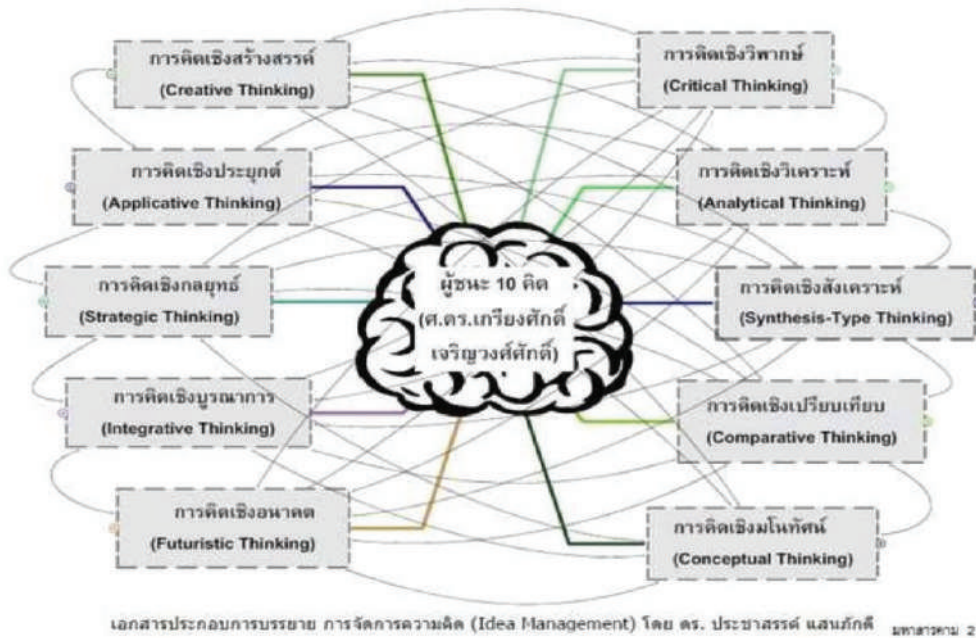 การคิดเชิงสร้างสรรค์
(Creative Thinking)
การคิดเชิงวิพากษ์
(Critical Thinking)
การคิดเชิงประยุกต์
(Applicative Thinking)
การคิดเชิงวิเคราะห์
(Analytical Thinking)
การคิดเชิงกลยุทธ์
(Strategic Thinking)
ผู้ชนะ 10 คิด
(ศ.ดร.เกรียงศักดิ์
เจริญวงศ์ศักดิ์)
การคิดเชิงสังเคราะห์
(Synthesis-Type Thinking)
การคิดเชิงบูรณาการ
(Integrative Thinking)
การคิดเชิงเปรียบเทียบ
(Comparative Thinking)
การคิดเชิงอนาคต
(Futuristic Thinking)
การคิดเชิงมโนทัศน์
(Conceptual Thinking)
เอกสารประกอบการบรรยาย การจัดการความคิด (Idea Management) โดย ดร. ประชาสรรค์ แสนภักดี
มหาสารคาม 2